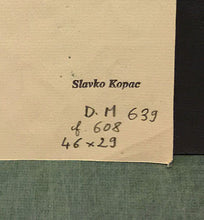 Slavko Kopac
D.M 639
f. 608
46 x 29